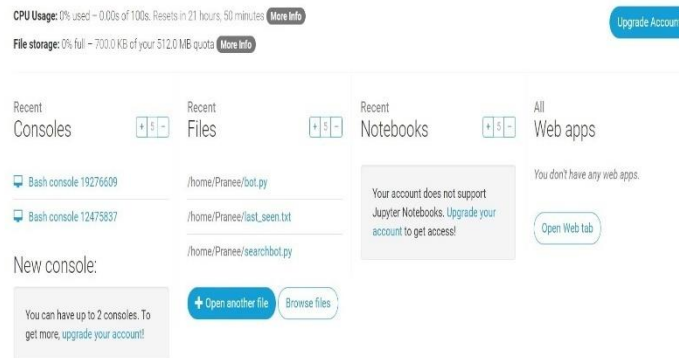 CPU Usage: 0% used – 0.00s of 100s. Resets in 21 hours, 50 minutes More Info
Upgrade Account
File storage: 0% full – 700.0 KB of your 512.0 MB quota More Info
Recent
Consoles
+ 5 -
Bash console 19276609
Bash console 12475837
New console:
You can have up to 2 consoles. To
get more, upgrade your account!
Recent
Files
+ 5 -
/home/Pranee/bot.py
/home/Pranee/last_seen.txt
/home/Pranee/searchbot.py
+ Open another file
Browse files
Recent
Notebooks
+ 5 -
Your account does not support
Jupyter Notebooks. Upgrade your
account to get access!
All
Web apps
You don't have any web apps.
Open Web tab